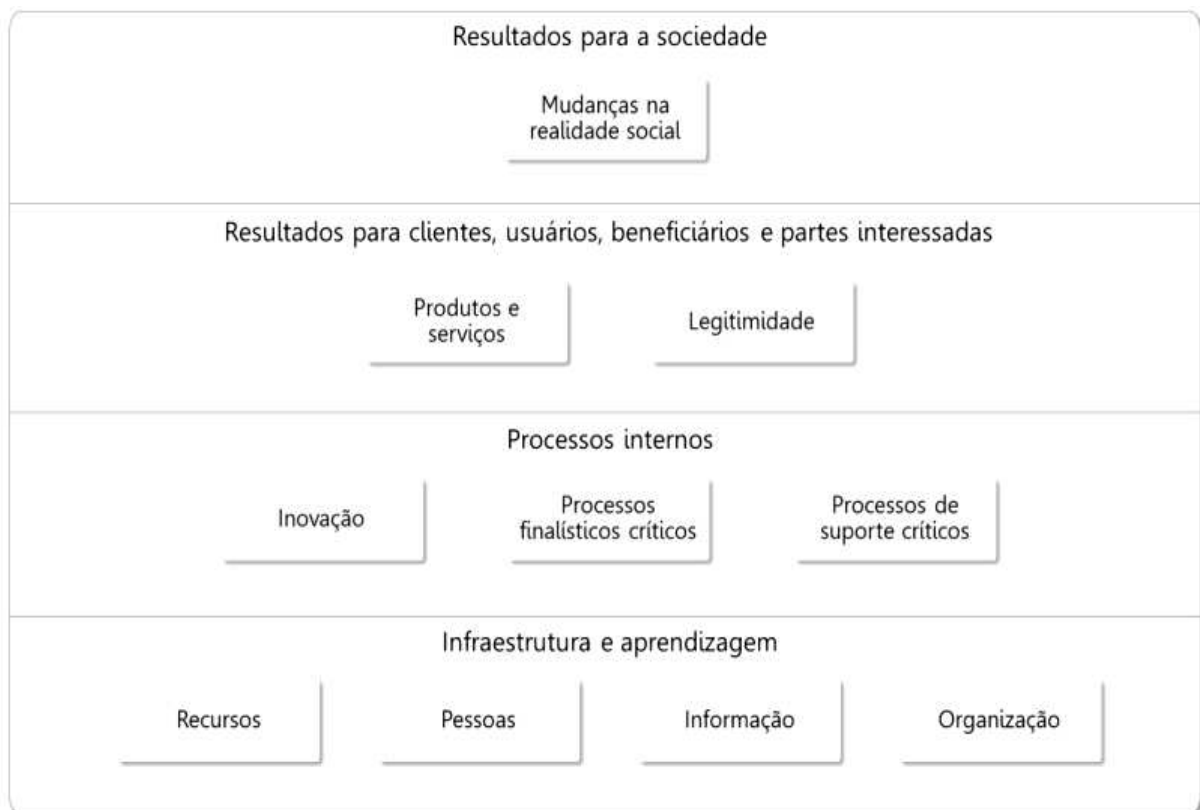 Resultados para a sociedade
Mudanças na
realidade social
Resultados para clientes, usuários, beneficiários e partes interessadas
Produtos e
serviços
Legitimidade
Processos internos
Inovação
Processos
finalísticos críticos
Processos de
suporte críticos
Infraestrutura e aprendizagem
Recursos
Pessoas
Informação
Organização